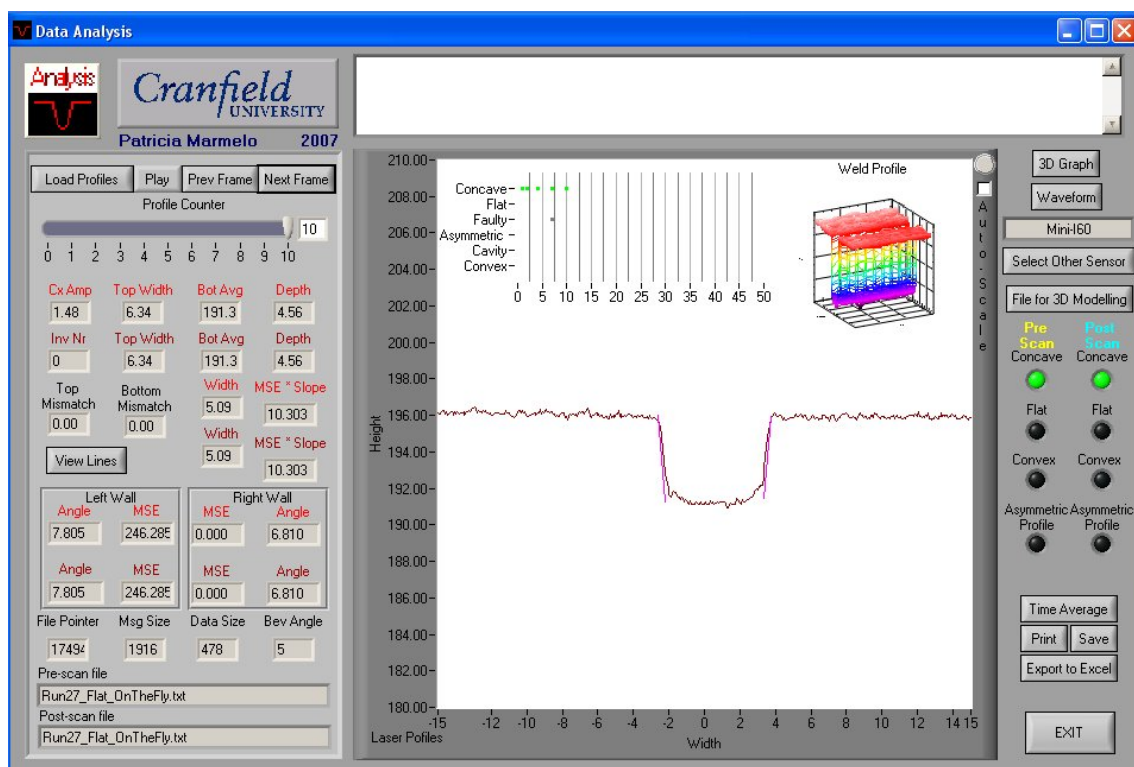 Data Analysis
Analysis
Cranfield
UNIVERSITY
Patricia Marmelo 2007
Load Profiles Play Prev Frame Next Frame
Profile Counter
10
0 1 2 3 4 5 6 7 8 9 10
Cx Amp Top Width Bot Avg Depth
1.48 6.34 191.3 4.56
Inv Nr Top Width Bot Avg Depth
0 6.34 191.3 4.56
Top Mismatch Bottom Mismatch Width MSE * Slope
0.00 0.00 5.09 10.303
Width MSE * Slope
5.09 10.303
View Lines
Left Wall Right Wall
Angle MSE MSE Angle
7.805 246.285 0.000 6.810
Angle MSE MSE Angle
7.805 246.285 0.000 6.810
File Pointer Msg Size Data Size Bev Angle
17494 1916 478 5
Pre-scan file
Run27_Flat_OnTheFly.txt
Post-scan file
Run27_Flat_OnTheFly.txt
210.00
208.00
206.00
204.00
202.00
200.00
198.00
196.00
194.00
192.00
190.00
188.00
186.00
184.00
182.00
180.00
Height
-15 -12 -10 -8 -6 -4 -2 0 2 4 6 8 10 12 14 15
Width
Laser Pofiles
Concave
Flat
Faulty
Asymmetric
Cavity
Convex
0 5 10 15 20 25 30 35 40 45 50
Weld Profile
Auto-Scale
3D Graph
Waveform
Mini-I60
Select Other Sensor
File for 3D Modelling
Pre Scan Post Scan
Concave Concave
Flat Flat
Convex Convex
Asymmetric Profile Asymmetric Profile
Time Average
Print Save
Export to Excel
EXIT